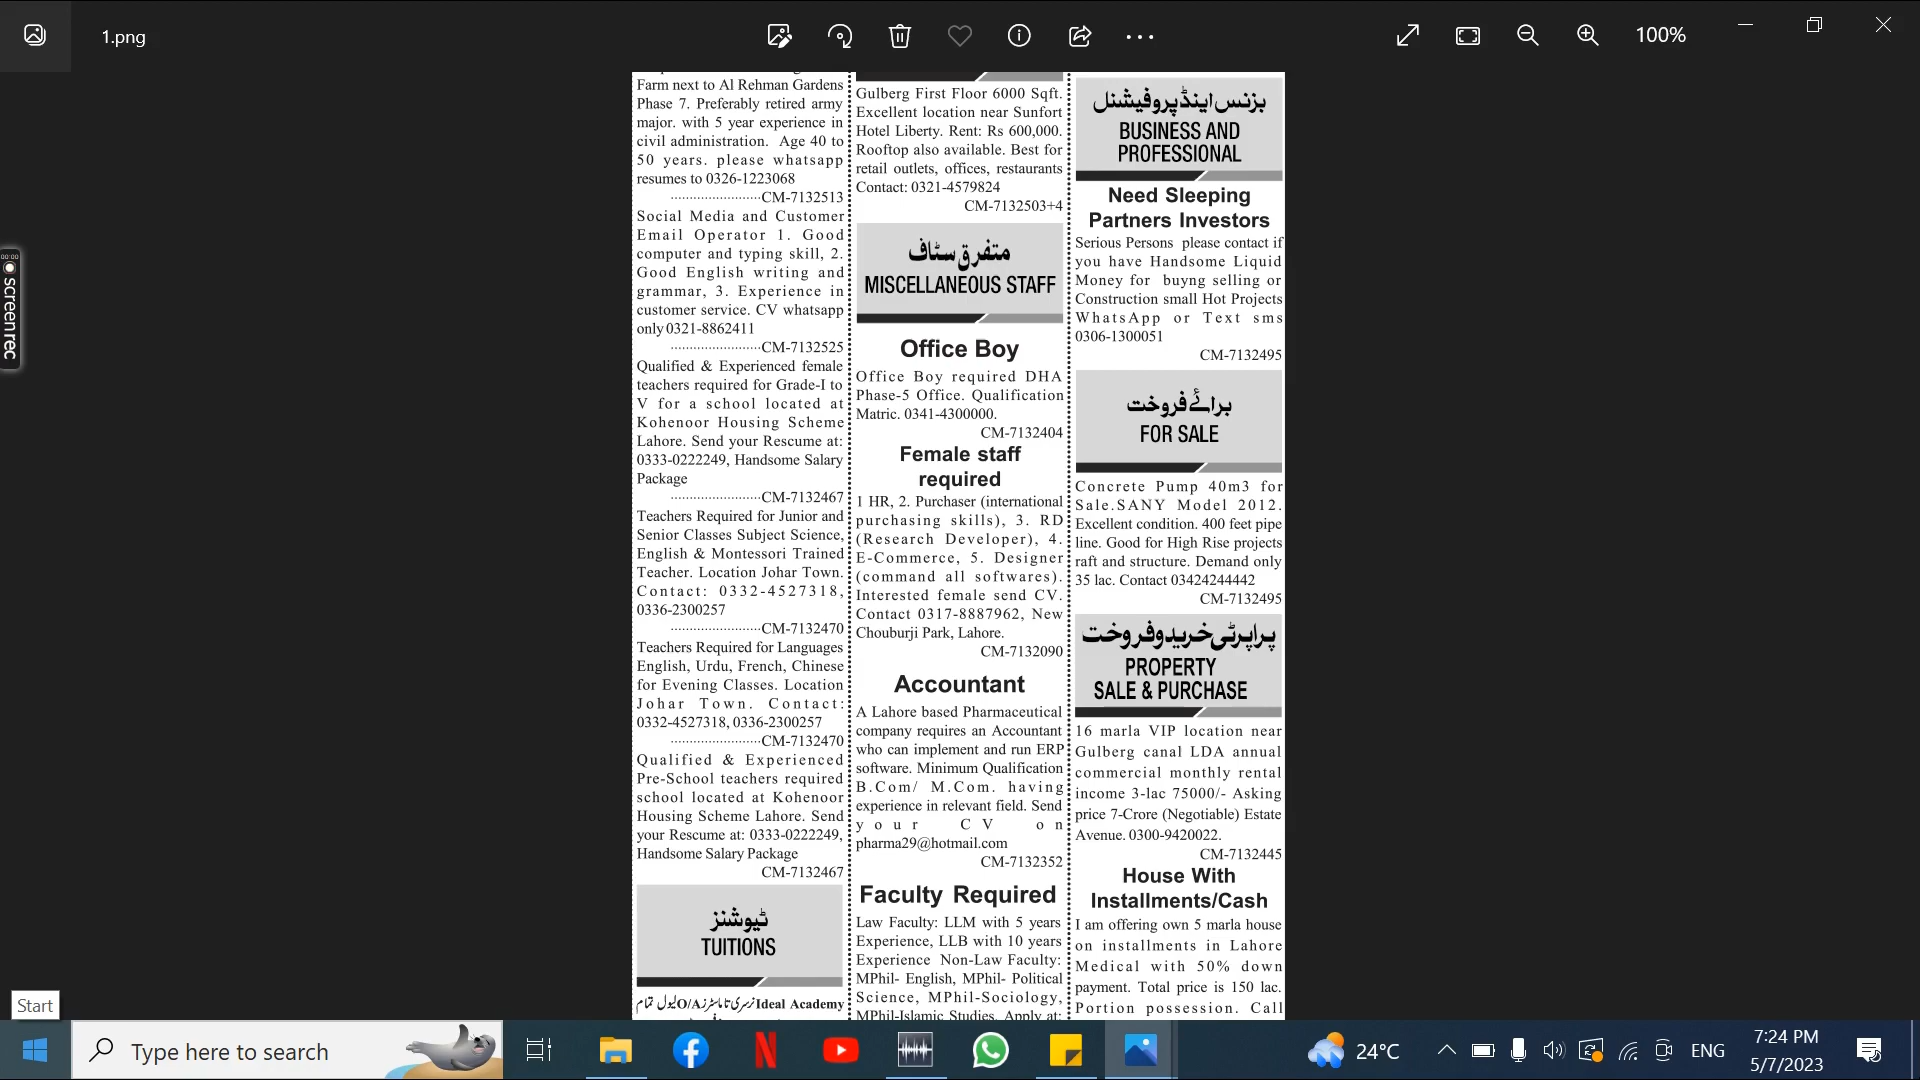 1.png
100%
screenrec
00:00
Farm next to Al Rehman Gardens
Phase 7. Preferably retired army
major. with 5 year experience in
civil administration. Age 40 to
50 years. please whatsapp
resumes to 0326-1223068
........................CM-7132513
Social Media and Customer
Email Operator 1. Good
computer and typing skill, 2.
Good English writing and
grammar, 3. Experience in
customer service. CV whatsapp
only 0321-8862411
........................CM-7132525
Qualified & Experienced female
teachers required for Grade-I to
V for a school located at
Kohenoor Housing Scheme
Lahore. Send your Rescume at:
0333-0222249, Handsome Salary
Package
........................CM-7132467
Teachers Required for Junior and
Senior Classes Subject Science,
English & Montessori Trained
Teacher. Location Johar Town.
Contact: 0332-4527318,
0336-2300257
........................CM-7132470
Teachers Required for Languages
English, Urdu, French, Chinese
for Evening Classes. Location
Johar Town. Contact:
0332-4527318, 0336-2300257
........................CM-7132470
Qualified & Experienced
Pre-School teachers required
school located at Kohenoor
Housing Scheme Lahore. Send
your Rescume at: 0333-0222249,
Handsome Salary Package
CM-7132467
ٹیوشنز
TUITIONS
Ideal Academy نرسری تا ماسٹرز O/A لیول تمام
Gulberg First Floor 6000 Sqft.
Excellent location near Sunfort
Hotel Liberty. Rent: Rs 600,000.
Rooftop also available. Best for
retail outlets, offices, restaurants
Contact: 0321-4579824
CM-7132503+4
متفرق سٹاف
MISCELLANEOUS STAFF
Office Boy
Office Boy required DHA
Phase-5 Office. Qualification
Matric. 0341-4300000.
CM-7132404
Female staff
required
1 HR, 2. Purchaser (international
purchasing skills), 3. RD
(Research Developer), 4.
E-Commerce, 5. Designer
(command all softwares).
Interested female send CV.
Contact 0317-8887962, New
Chouburji Park, Lahore.
CM-7132090
Accountant
A Lahore based Pharmaceutical
company requires an Accountant
who can implement and run ERP
software. Minimum Qualification
B.Com/ M.Com. having
experience in relevant field. Send
your CV on
pharma29@hotmail.com
CM-7132352
Faculty Required
Law Faculty: LLM with 5 years
Experience, LLB with 10 years
Experience Non-Law Faculty:
MPhil- English, MPhil- Political
Science, MPhil-Sociology,
MPhil-Islamic Studies. Apply at:
بزنس اینڈ پروفیشنل
BUSINESS AND
PROFESSIONAL
Need Sleeping
Partners Investors
Serious Persons please contact if
you have Handsome Liquid
Money for buyng selling or
Construction small Hot Projects
WhatsApp or Text sms
0306-1300051
CM-7132495
برائے فروخت
FOR SALE
Concrete Pump 40m3 for
Sale.SANY Model 2012.
Excellent condition. 400 feet pipe
line. Good for High Rise projects
raft and structure. Demand only
35 lac. Contact 03424244442
CM-7132495
پراپرٹی خریدوفروخت
PROPERTY
SALE & PURCHASE
16 marla VIP location near
Gulberg canal LDA annual
commercial monthly rental
income 3-lac 75000/- Asking
price 7-Crore (Negotiable) Estate
Avenue. 0300-9420022.
CM-7132445
House With
Installments/Cash
I am offering own 5 marla house
on installments in Lahore
Medical with 50% down
payment. Total price is 150 lac.
Portion possession. Call
Start
Type here to search
24°C
ENG
7:24 PM
5/7/2023